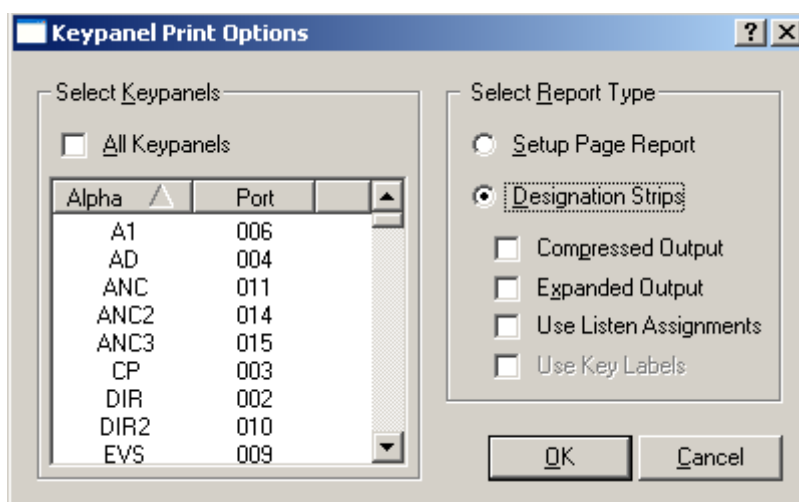 Keypanel Print Options
Select Keypanels
All Keypanels
Alpha Port
A1 006
AD 004
ANC 011
ANC2 014
ANC3 015
CP 003
DIR 002
DIR2 010
EVS 009
Select Report Type
Setup Page Report
Designation Strips
Compressed Output
Expanded Output
Use Listen Assignments
Use Key Labels
OK Cancel